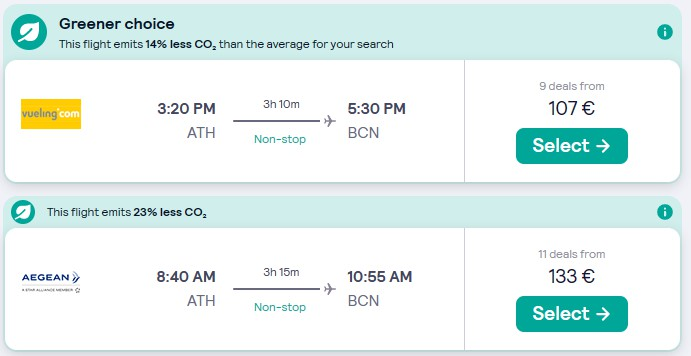 Greener choice
This flight emits 14% less CO₂ than the average for your search
vueling.com
3:20 PM 3h 10m 5:30 PM
ATH Non-stop BCN
9 deals from
107 €
Select →
This flight emits 23% less CO₂
AEGEAN
A STAR ALLIANCE MEMBER
8:40 AM 3h 15m 10:55 AM
ATH Non-stop BCN
11 deals from
133 €
Select →